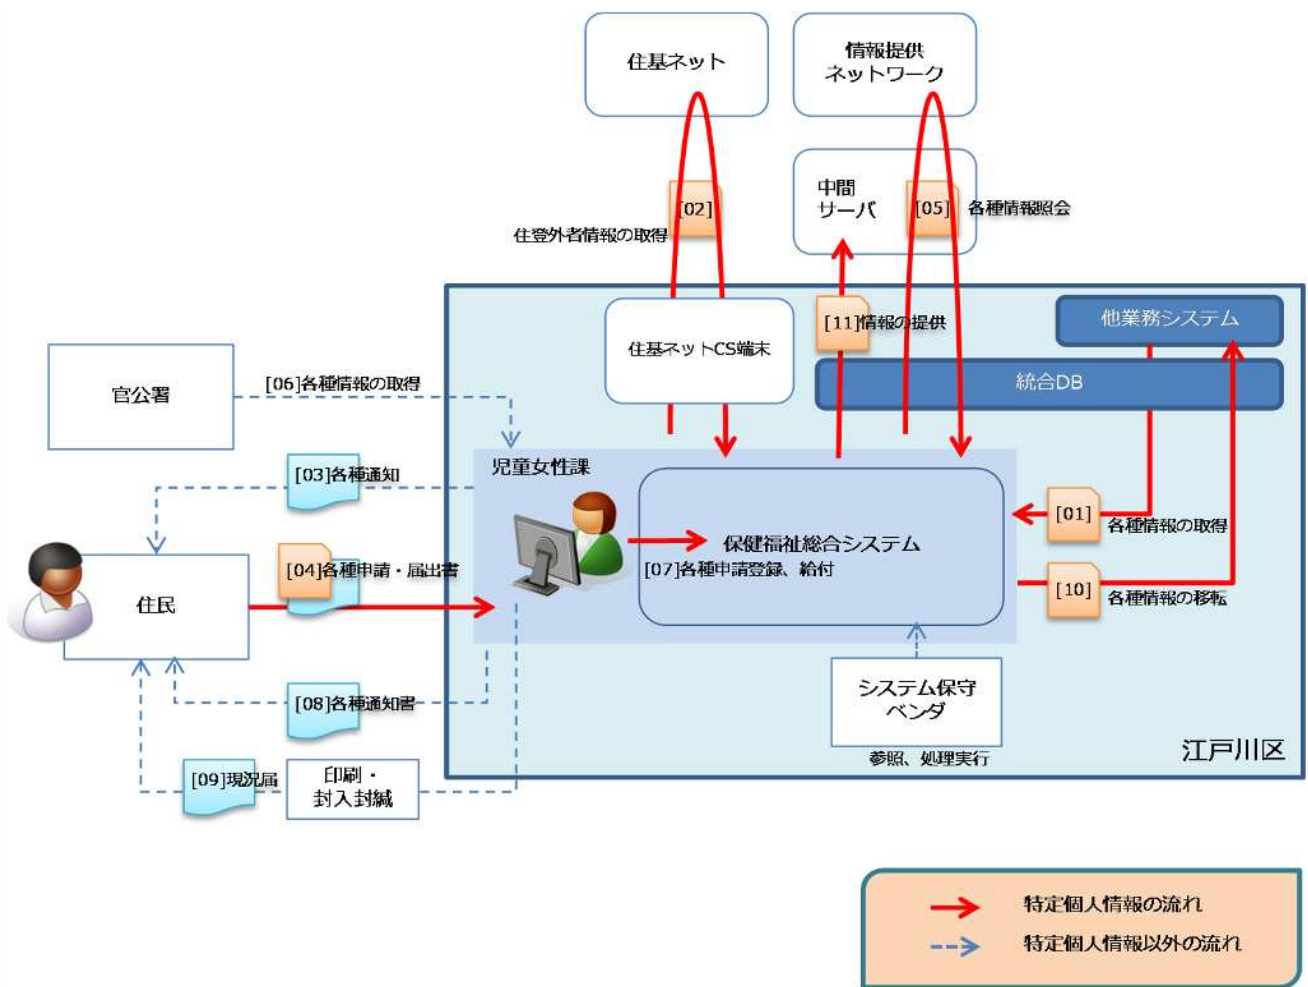 住基ネット
情報提供
ネットワーク
中間
サーバ
[02]
[05]
各種情報照会
住登外者情報の取得
[11]情報の提供
他業務システム
住基ネットCS端末
統合DB
官公署
[06]各種情報の取得
児童女性課
[03]各種通知
[01]
各種情報の取得
保健福祉総合システム
[07]各種申請登録、給付
[04]各種申請・届出書
住民
[10]
各種情報の移転
システム保守
ベンダ
参照、処理実行
[08]各種通知書
[09]現況届
印刷・
封入封緘
江戸川区
特定個人情報の流れ
特定個人情報以外の流れ